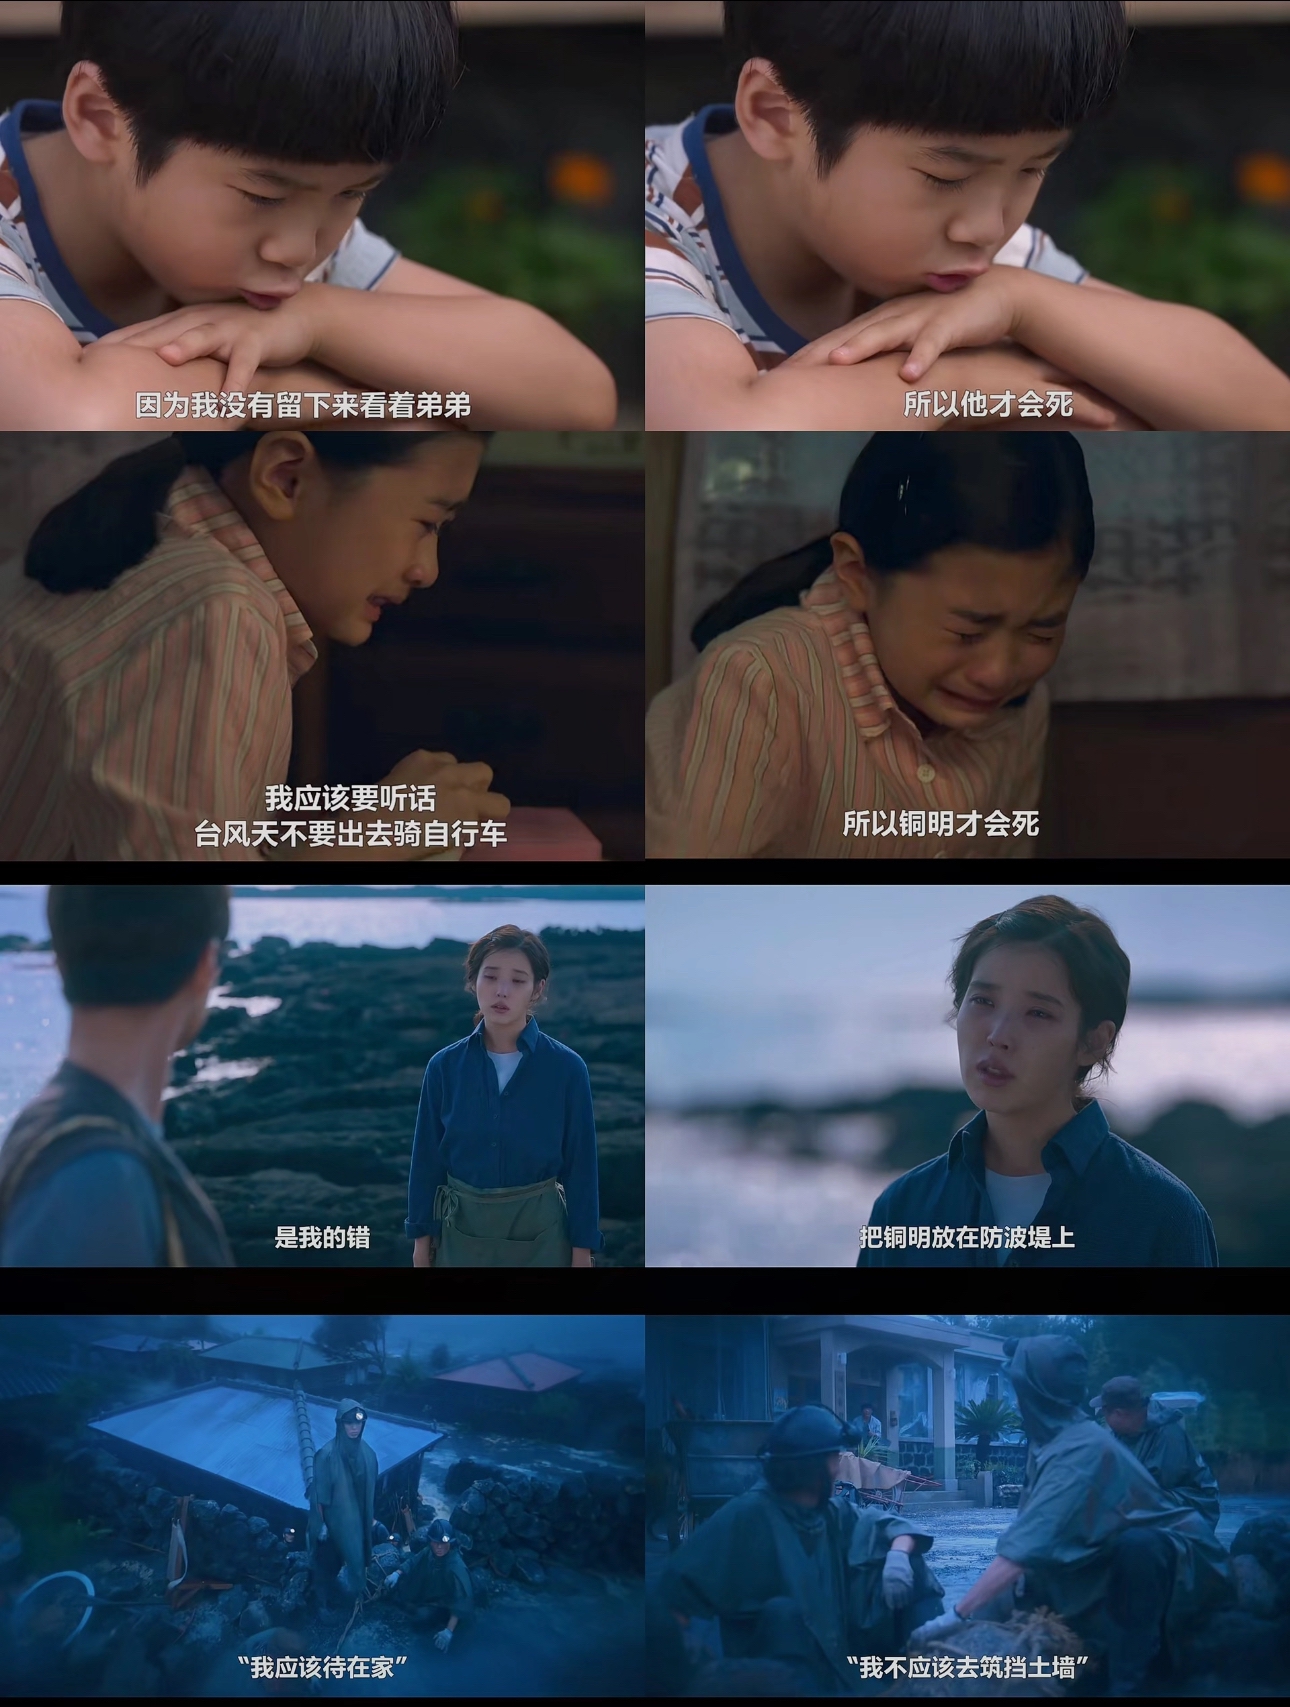 因为我没有留下来看着弟弟
所以他才会死
我应该要听话
台风天不要出去骑自行车
所以铜明才会死
是我的错
把铜明放在防波堤上
“我应该待在家”
“我不应该去筑挡土墙”